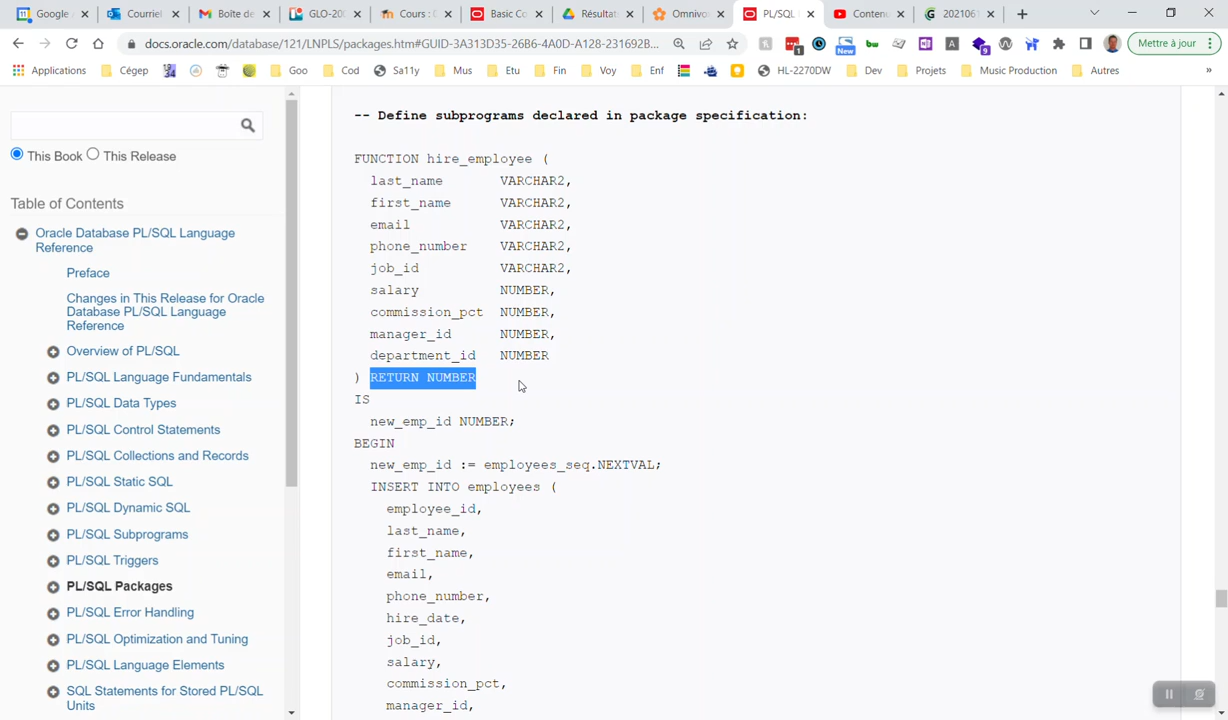 Google A
Courriel
Boîte de
GLO-20
Cours :
Basic Co
Résultat
Omnivo
PL/SQL
Contenu
2021061
docs.oracle.com/database/121/LNPLS/packages.htm#GUID-3A313D35-26B6-4A0D-A128-231692B...
New
A
9
Mettre à jour
Applications
Cégep
Goo
Cod
Sa11y
Mus
Etu
Fin
Voy
Enf
HL-2270DW
Dev
Projets
Music Production
Autres
»
This Book
This Release
Table of Contents
Oracle Database PL/SQL Language
Reference
Preface
Changes in This Release for Oracle
Database PL/SQL Language
Reference
Overview of PL/SQL
PL/SQL Language Fundamentals
PL/SQL Data Types
PL/SQL Control Statements
PL/SQL Collections and Records
PL/SQL Static SQL
PL/SQL Dynamic SQL
PL/SQL Subprograms
PL/SQL Triggers
PL/SQL Packages
PL/SQL Error Handling
PL/SQL Optimization and Tuning
PL/SQL Language Elements
SQL Statements for Stored PL/SQL
Units
-- Define subprograms declared in package specification:
FUNCTION hire_employee (
last_name VARCHAR2,
first_name VARCHAR2,
email VARCHAR2,
phone_number VARCHAR2,
job_id VARCHAR2,
salary NUMBER,
commission_pct NUMBER,
manager_id NUMBER,
department_id NUMBER
) RETURN NUMBER
IS
new_emp_id NUMBER;
BEGIN
new_emp_id := employees_seq.NEXTVAL;
INSERT INTO employees (
employee_id,
last_name,
first_name,
email,
phone_number,
hire_date,
job_id,
salary,
commission_pct,
manager_id,